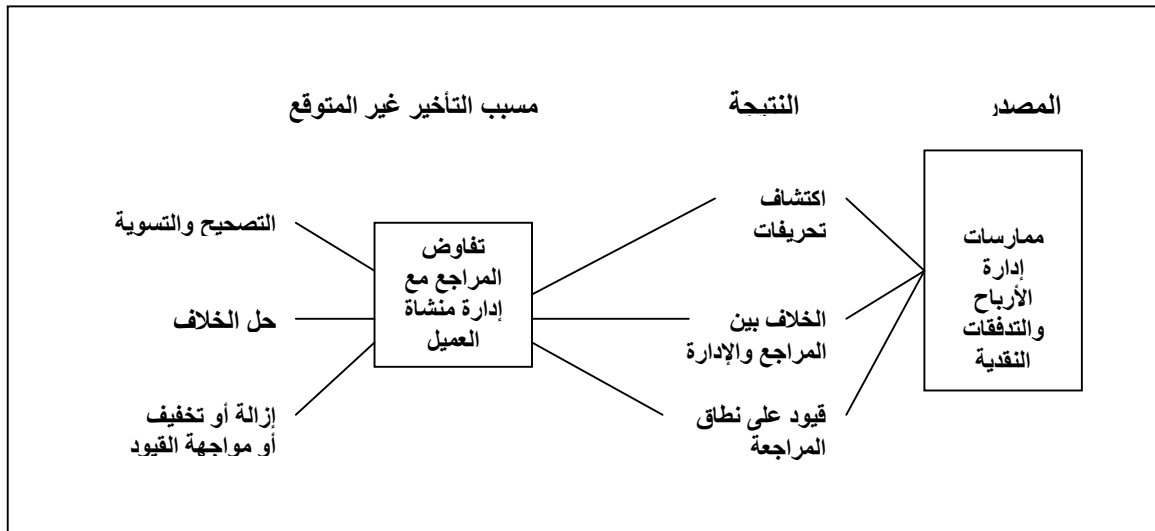 المصدر
النتيجة
مسبب التأخير غير المتوقع
ممارسات
إدارة
الأرباح
والتدفقات
النقدية
اكتشاف
تحريفات
الخلاف بين
المراجع والإدارة
قيود على نطاق
المراجعة
تفاوض
المراجع مع
إدارة منشاة
العميل
التصحيح والتسوية
حل الخلاف
إزالة أو تخفيف
أو مواجهة القيود